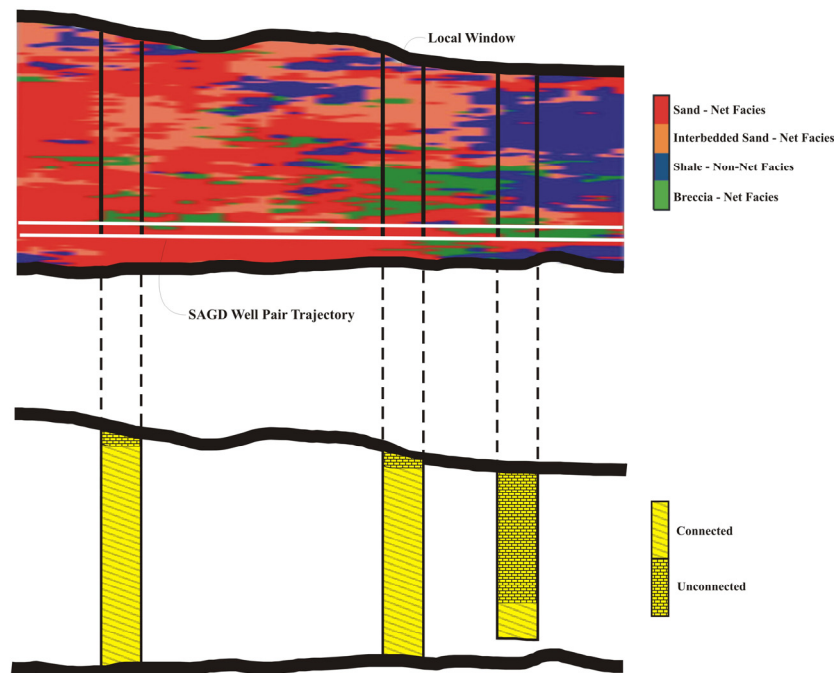 Local Window
Sand - Net Facies
Interbedded Sand - Net Facies
Shale - Non-Net Facies
Breccia - Net Facies
SAGD Well Pair Trajectory
Connected
Unconnected